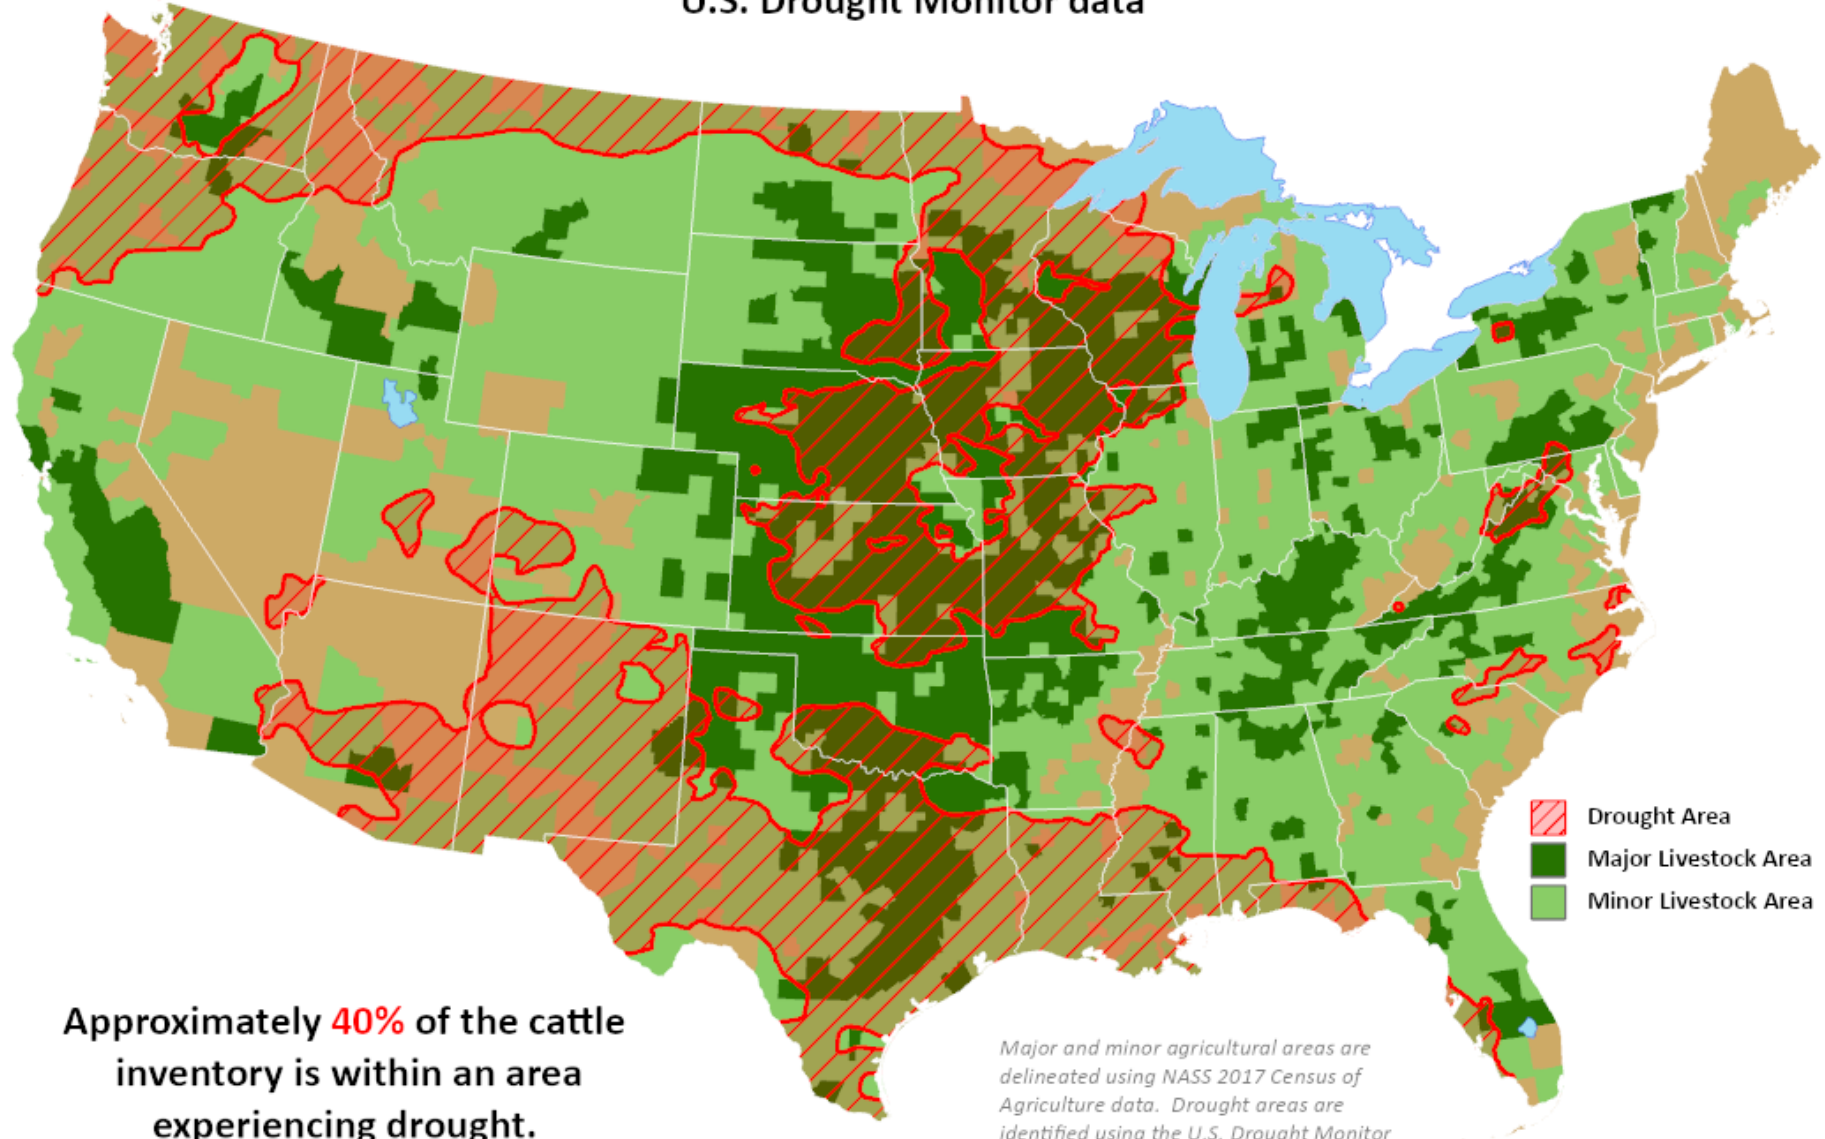 U.S. Drought Monitor data
Drought Area
Major Livestock Area
Minor Livestock Area
Approximately 40% of the cattle
inventory is within an area
experiencing drought.
Major and minor agricultural areas are
delineated using NASS 2017 Census of
Agriculture data.  Drought areas are
identified using the U.S. Drought Monitor